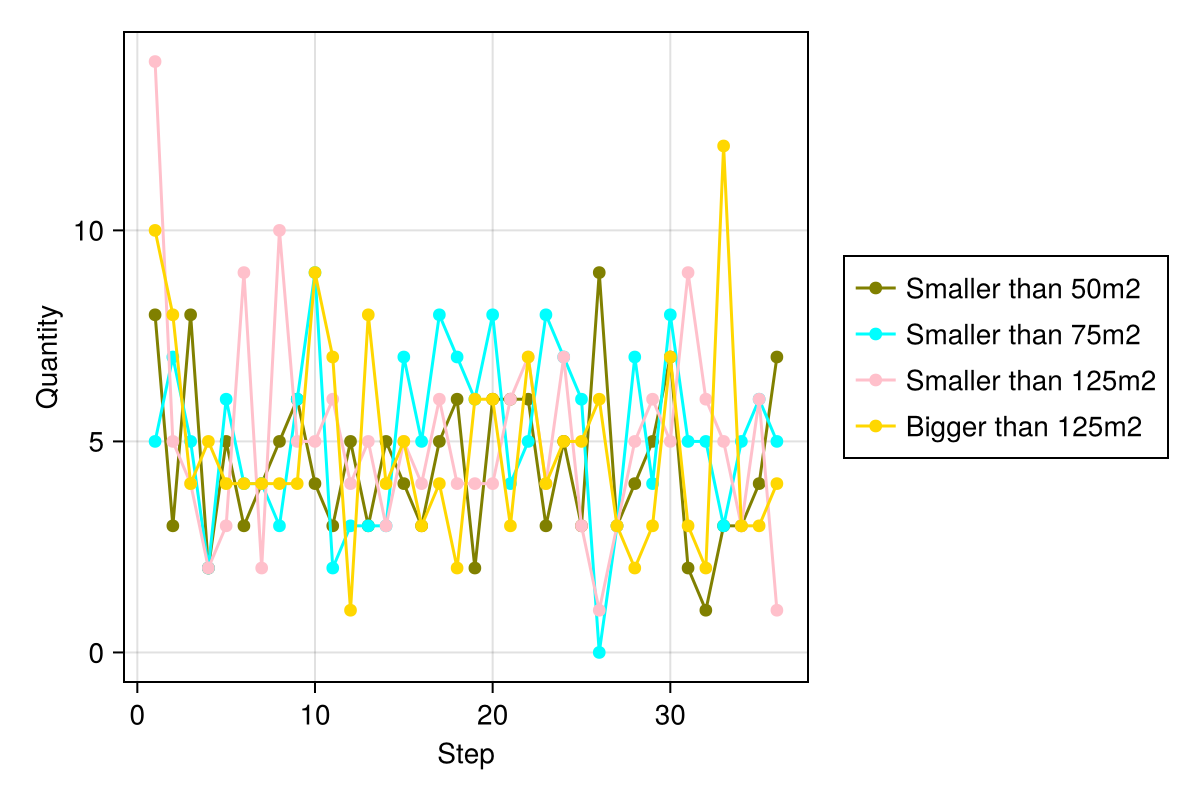 10
5
0
Quantity
0 10 20 30
Step
Smaller than 50m2
Smaller than 75m2
Smaller than 125m2
Bigger than 125m2